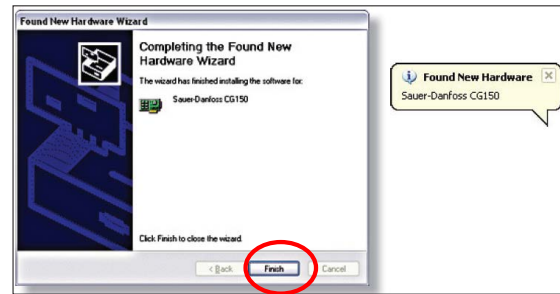 Found New Hardware Wizard
Completing the Found New
Hardware Wizard
The wizard has finished installing the software for:
Sauer-Danfoss CG150
Click Finish to close the wizard.
< Back
Finish
Cancel
Found New Hardware
Sauer-Danfoss CG150